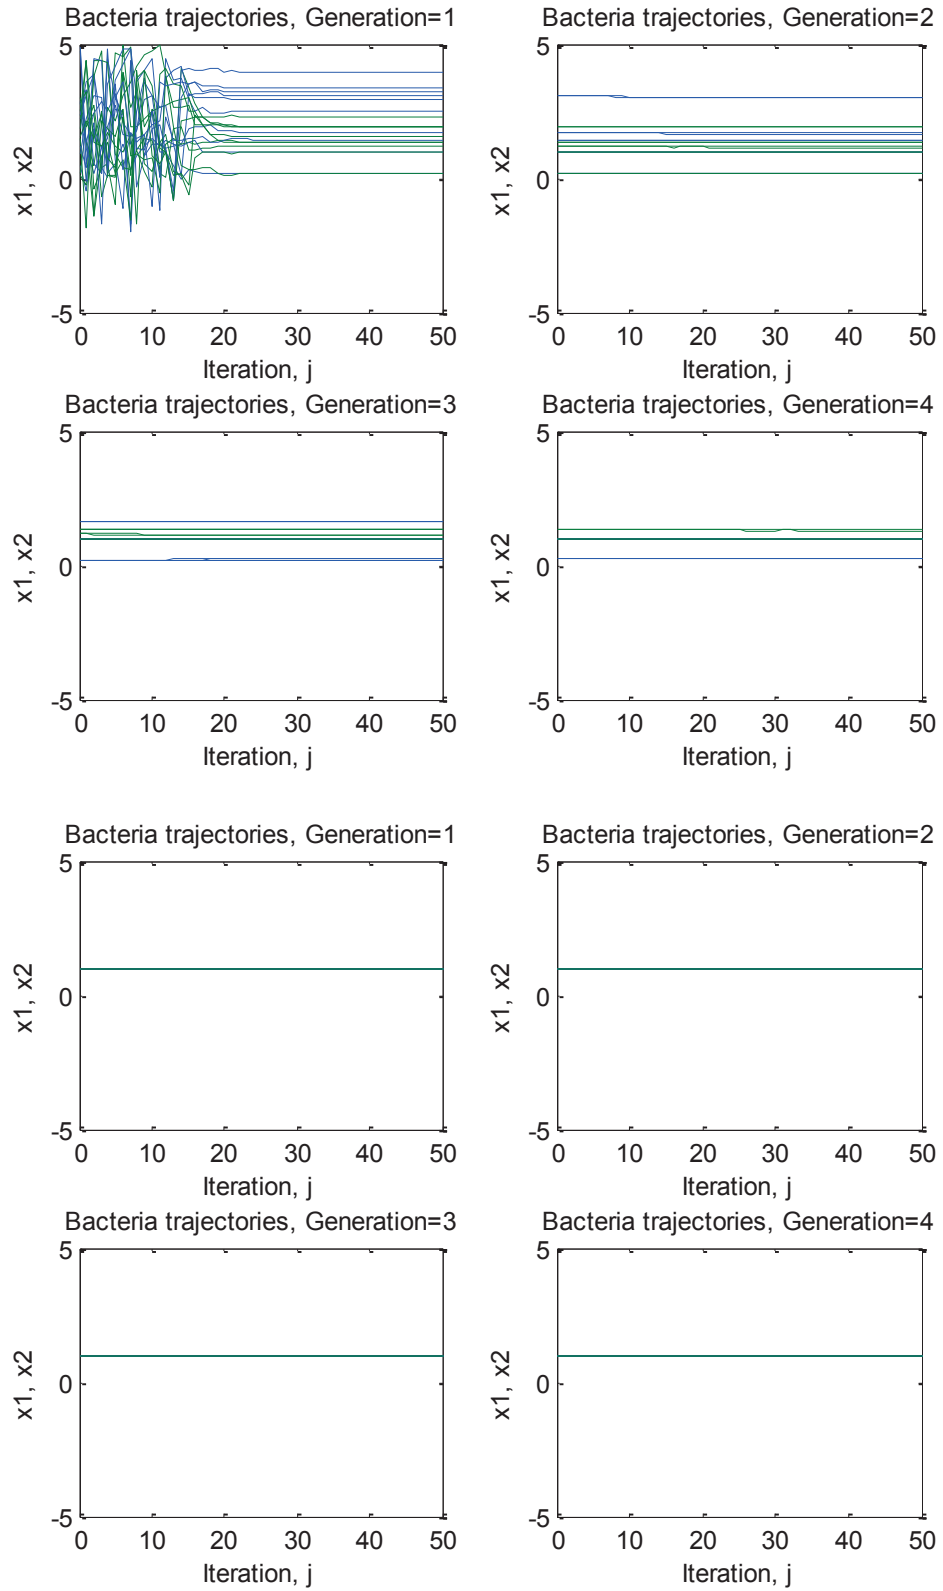 Bacteria trajectories, Generation=1
5
0
-5
x1, x2
0 10 20 30 40 50
Iteration, j
Bacteria trajectories, Generation=2
5
0
-5
x1, x2
0 10 20 30 40 50
Iteration, j
Bacteria trajectories, Generation=3
5
0
-5
x1, x2
0 10 20 30 40 50
Iteration, j
Bacteria trajectories, Generation=4
5
0
-5
x1, x2
0 10 20 30 40 50
Iteration, j
Bacteria trajectories, Generation=1
5
0
-5
x1, x2
0 10 20 30 40 50
Iteration, j
Bacteria trajectories, Generation=2
5
0
-5
x1, x2
0 10 20 30 40 50
Iteration, j
Bacteria trajectories, Generation=3
5
0
-5
x1, x2
0 10 20 30 40 50
Iteration, j
Bacteria trajectories, Generation=4
5
0
-5
x1, x2
0 10 20 30 40 50
Iteration, j